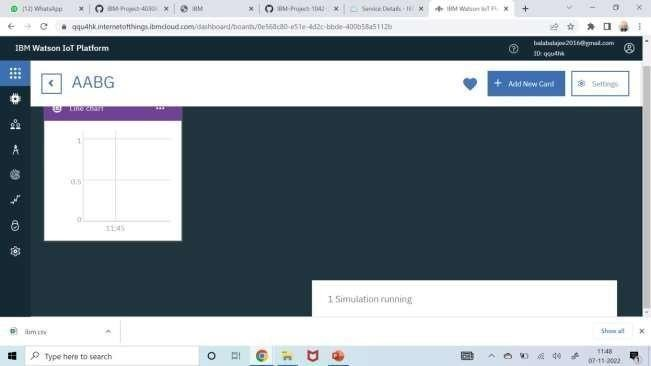 (12) WhatsApp
IBM-Project-40303
IBM
IBM-Project-1042
Service Details - IB
IBM Watson IoT Pl
qqu4hk.internetofthings.ibmcloud.com/dashboard/boards/0e568c80-e51e-4d2c-bbde-400b58a5112b
IBM Watson IoT Platform
balabalajee2016@gmail.com
ID: qqu4hk
AABG
Add New Card
Settings
Line chart
1
0.5
0
11:45
1 Simulation running
ibm.csv
Show all
Type here to search
11:48
07-11-2022